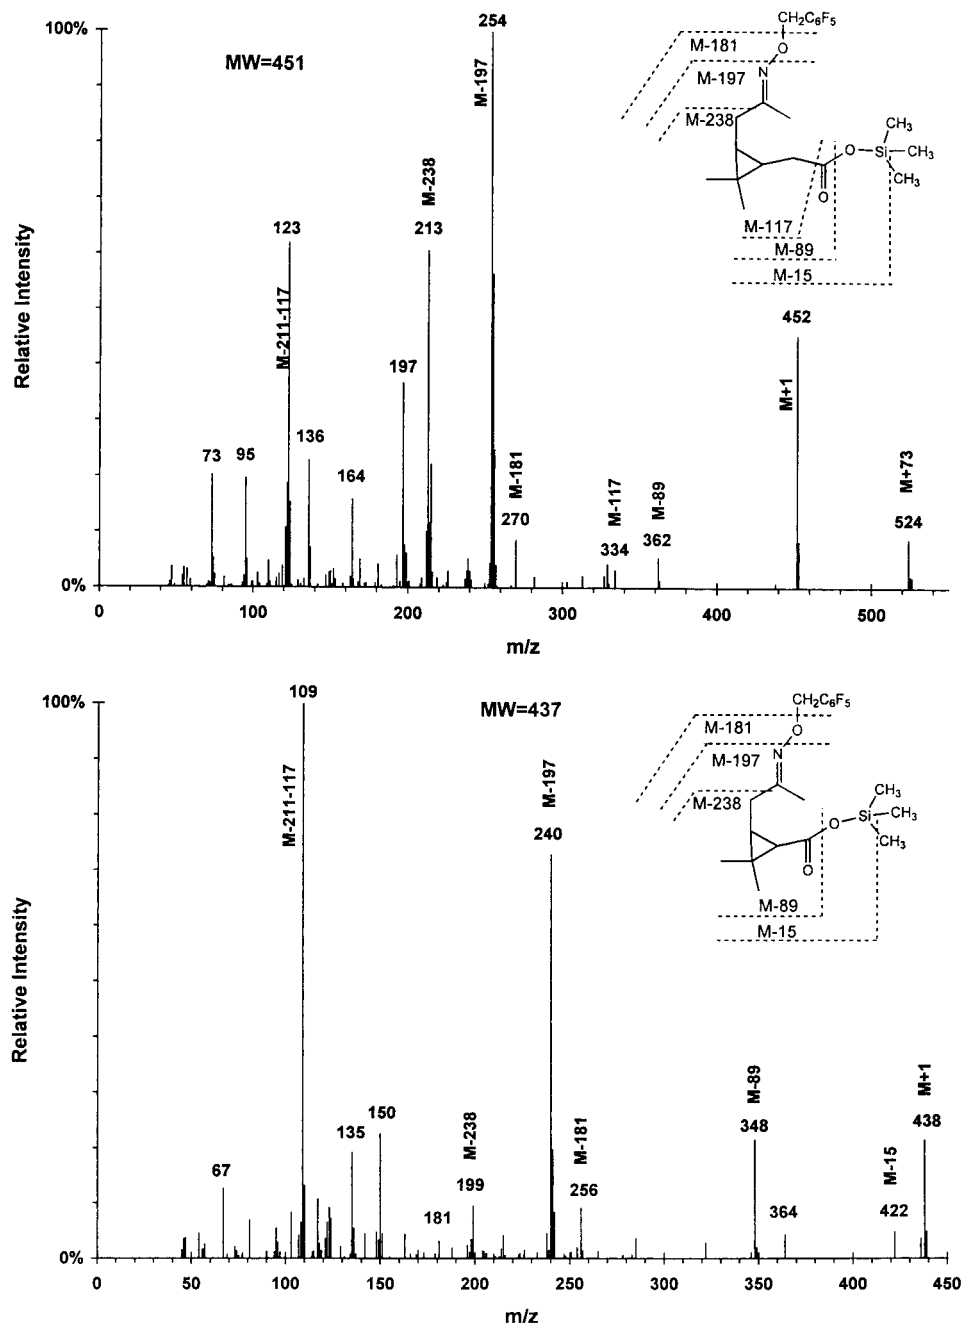 100%
MW=451
254
M-197
CH2C6F5
O
N
M-181
M-197
M-238
O
Si
CH3
CH3
CH3
O
M-117
M-89
M-15
M-238
213
123
M-211-117
197
136
73
95
164
M-181
270
M-117
334
M-89
362
452
M+1
M+73
524
Relative Intensity
0%
0
100
200
300
400
500
m/z
100%
109
MW=437
M-211-117
M-197
240
CH2C6F5
O
N
M-181
M-197
M-238
O
Si
CH3
CH3
CH3
O
M-89
M-15
67
135
150
181
M-238
199
M-181
256
M-89
348
364
M-15
422
M+1
438
Relative Intensity
0%
0
50
100
150
200
250
300
350
400
450
m/z